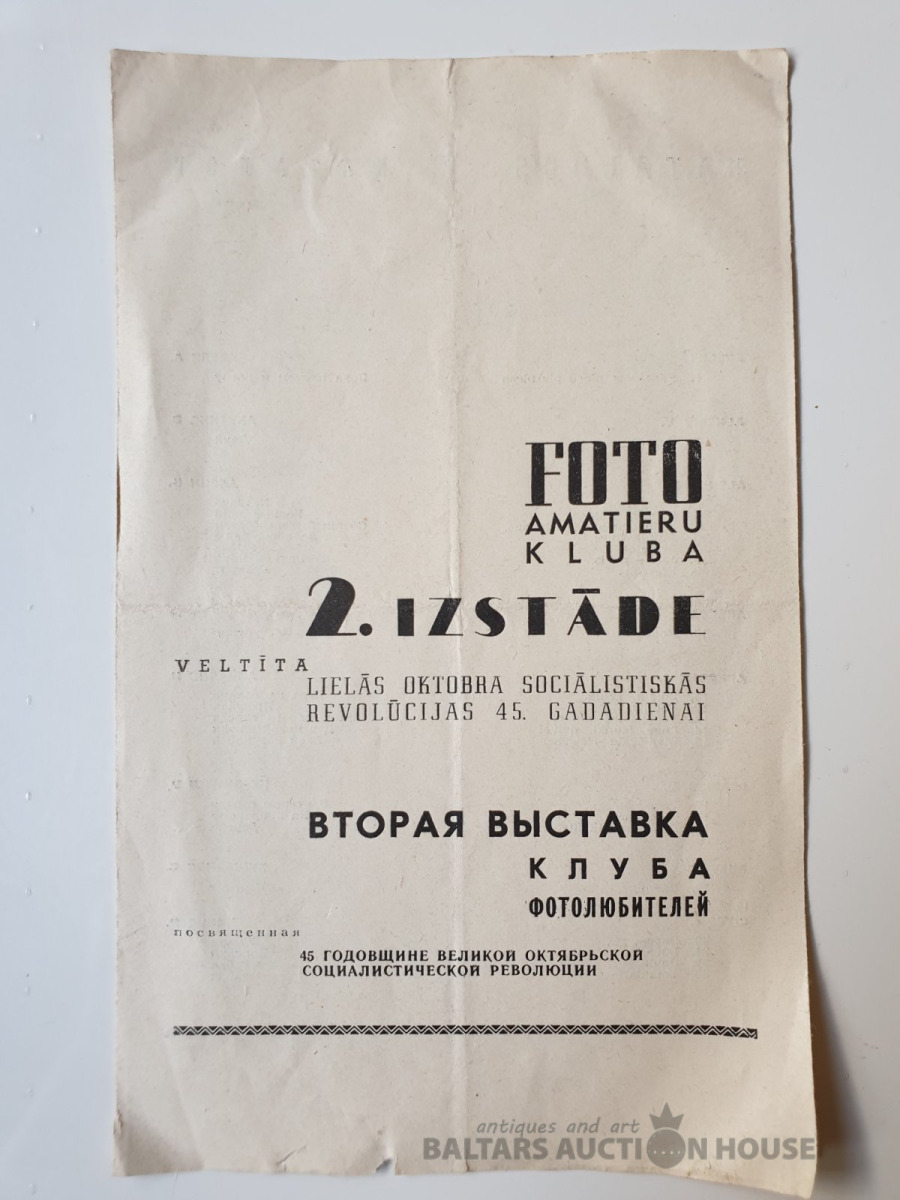 FOTO
AMATIERU
KLUBA
2. IZSTĀDE
VELTĪTA
LIELĀS OKTOBRA SOCIĀLISTISKĀS
REVOLŪCIJAS 45. GADADIENAI
ВТОРАЯ ВЫСТАВКА
КЛУБА
ФОТОЛЮБИТЕЛЕЙ
посвященная
45 ГОДОВЩИНЕ ВЕЛИКОЙ ОКТЯБРЬСКОЙ
СОЦИАЛИСТИЧЕСКОЙ РЕВОЛЮЦИИ
antiques and art
BALTARS AUCTION HOUSE